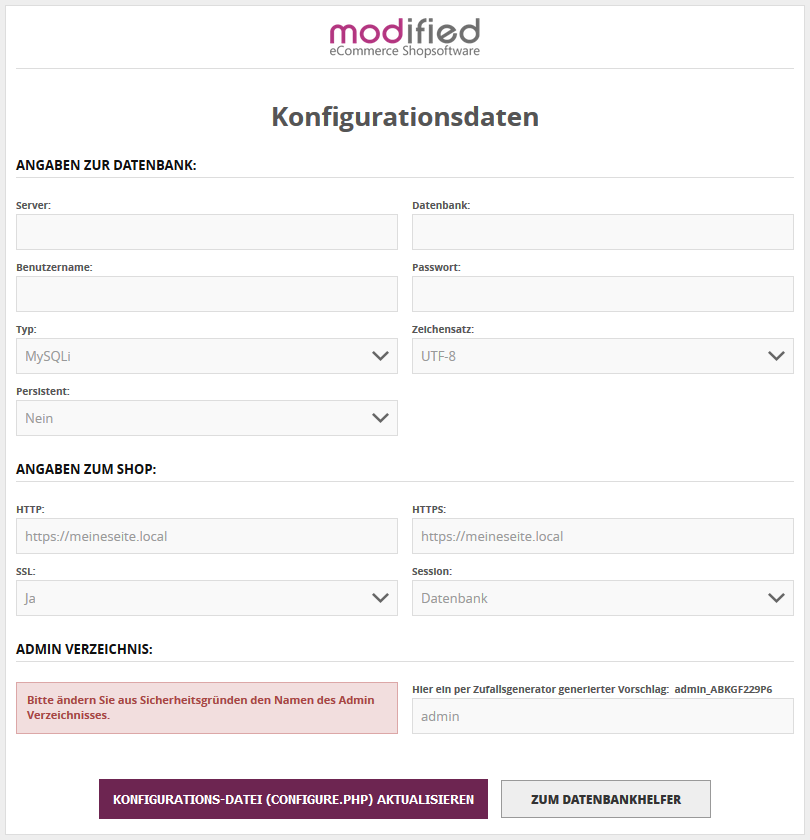 modified
eCommerce Shopsoftware
Konfigurationsdaten
ANGABEN ZUR DATENBANK:
Server:
Datenbank:
Benutzername:
Passwort:
Typ:
Zeichensatz:
MySQLi
UTF-8
Persistent:
Nein
ANGABEN ZUM SHOP:
HTTP:
HTTPS:
https://meineseite.local
https://meineseite.local
SSL:
Session:
Ja
Datenbank
ADMIN VERZEICHNIS:
Bitte ändern Sie aus Sicherheitsgründen den Namen des Admin
Verzeichnisses.
Hier ein per Zufallsgenerator generierter Vorschlag: admin_ABKGF229P6
admin
KONFIGURATIONS-DATEI (CONFIGURE.PHP) AKTUALISIEREN
ZUM DATENBANKHELFER